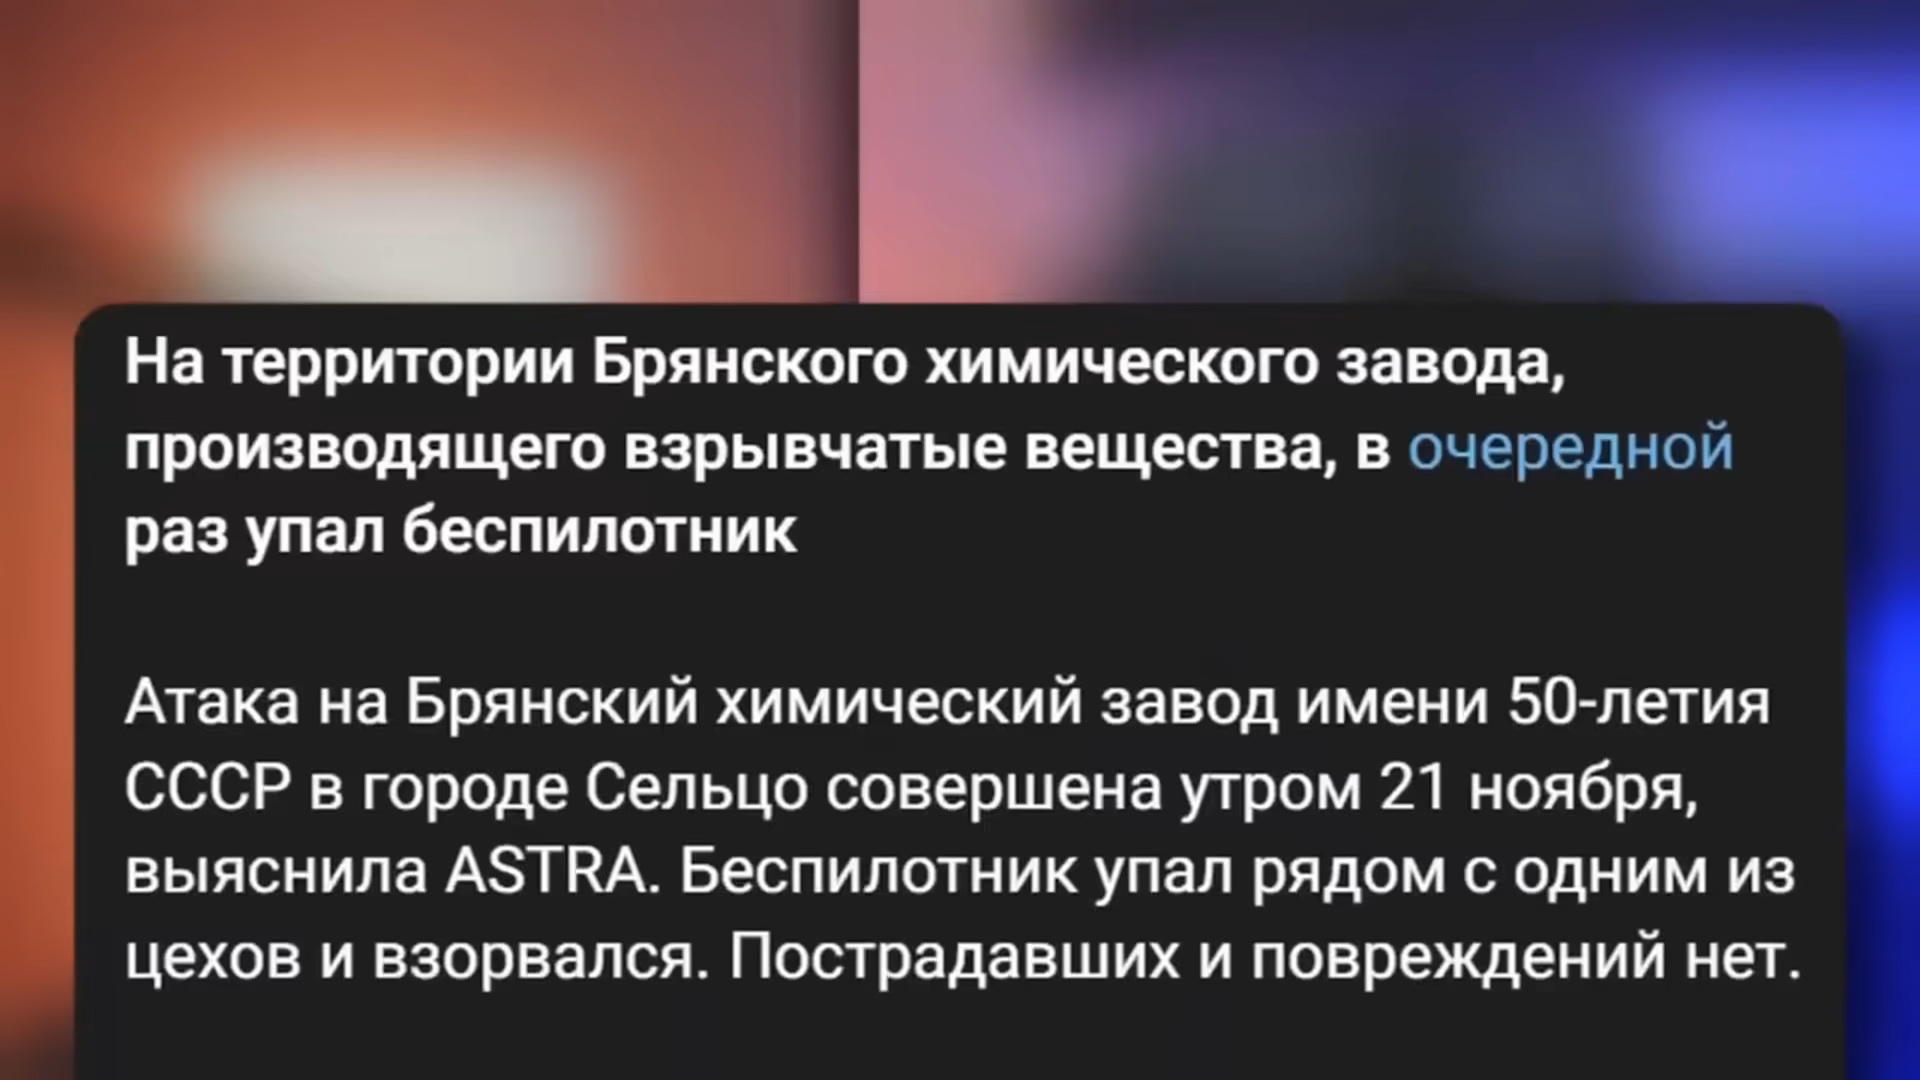 На территории Брянского химического завода,
производящего взрывчатые вещества, в очередной
раз упал беспилотник
Атака на Брянский химический завод имени 50-летия
СССР в городе Сельцо совершена утром 21 ноября,
выяснила ASTRA. Беспилотник упал рядом с одним из
цехов и взорвался. Пострадавших и повреждений нет.